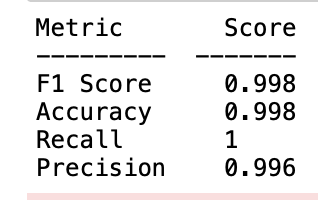 Metric Score
--------- -------
F1 Score 0.998
Accuracy 0.998
Recall 1
Precision 0.996